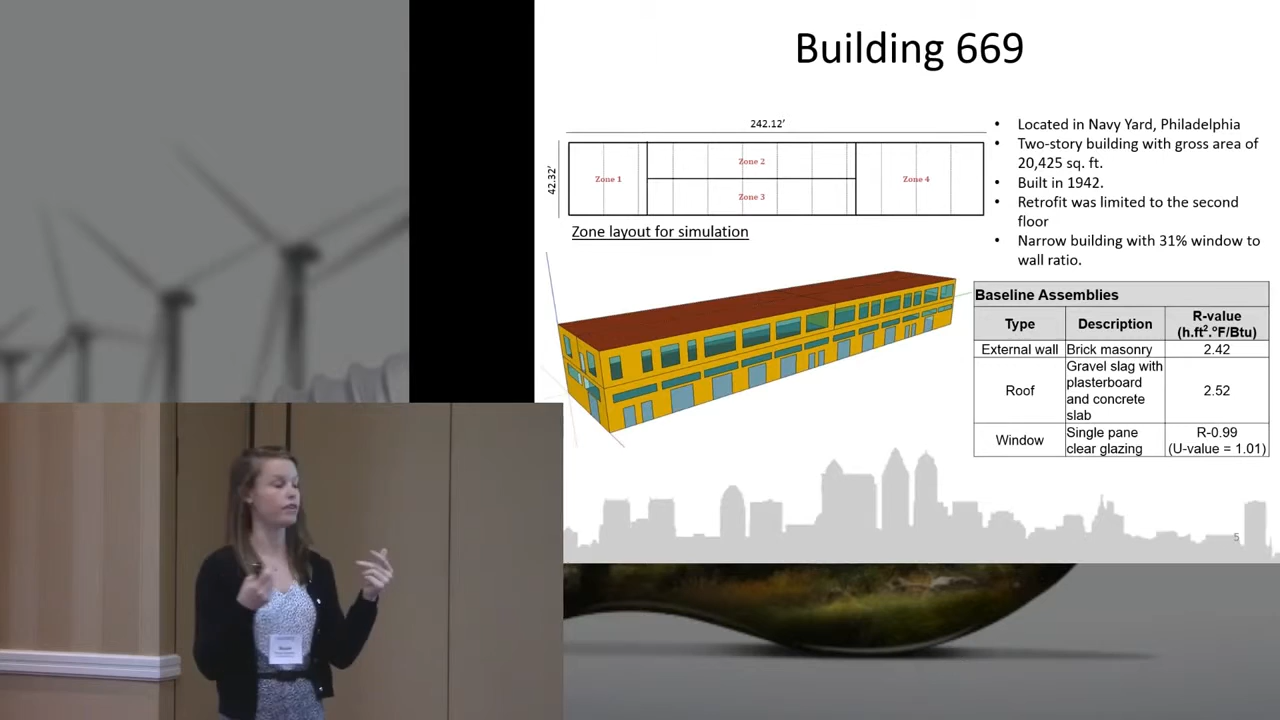 Building 669
242.12'
42.32'
Zone 1
Zone 2
Zone 3
Zone 4
Zone layout for simulation
• Located in Navy Yard, Philadelphia
• Two-story building with gross area of
20,425 sq. ft.
• Built in 1942.
• Retrofit was limited to the second
floor
• Narrow building with 31% window to
wall ratio.
Baseline Assemblies
Type Description R-value
(h.ft².ºF/Btu)
External wall Brick masonry 2.42
Roof Gravel slag with
plasterboard
and concrete
slab 2.52
Window Single pane
clear glazing R-0.99
(U-value = 1.01)
5